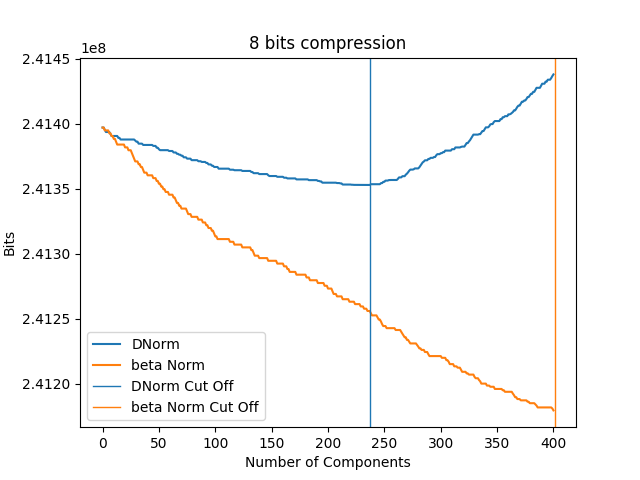 8 bits compression
1e8
2.4145
2.4140
2.4135
2.4130
2.4125
2.4120
Bits
DNorm
beta Norm
DNorm Cut Off
beta Norm Cut Off
0 50 100 150 200 250 300 350 400
Number of Components